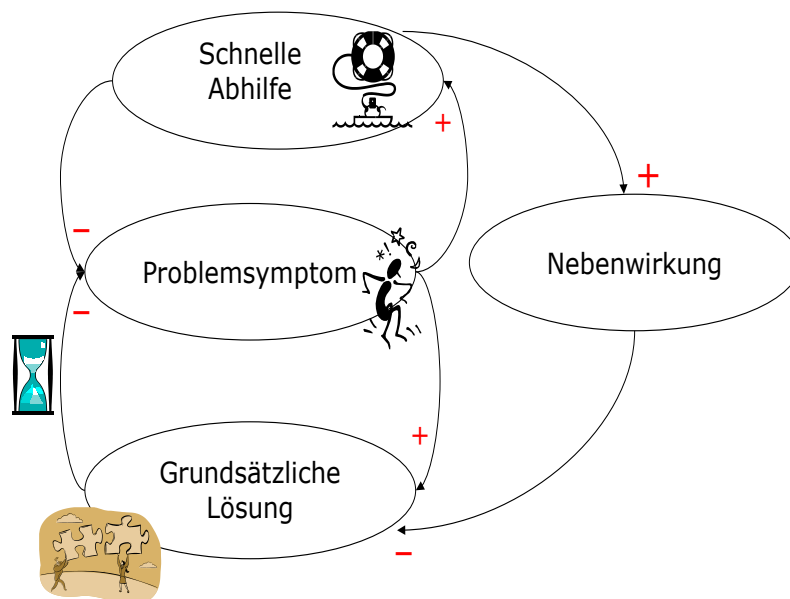 Schnelle
Abhilfe
+
+
–
Problemsymptom
*!
Nebenwirkung
–
+
Grundsätzliche
Lösung
–